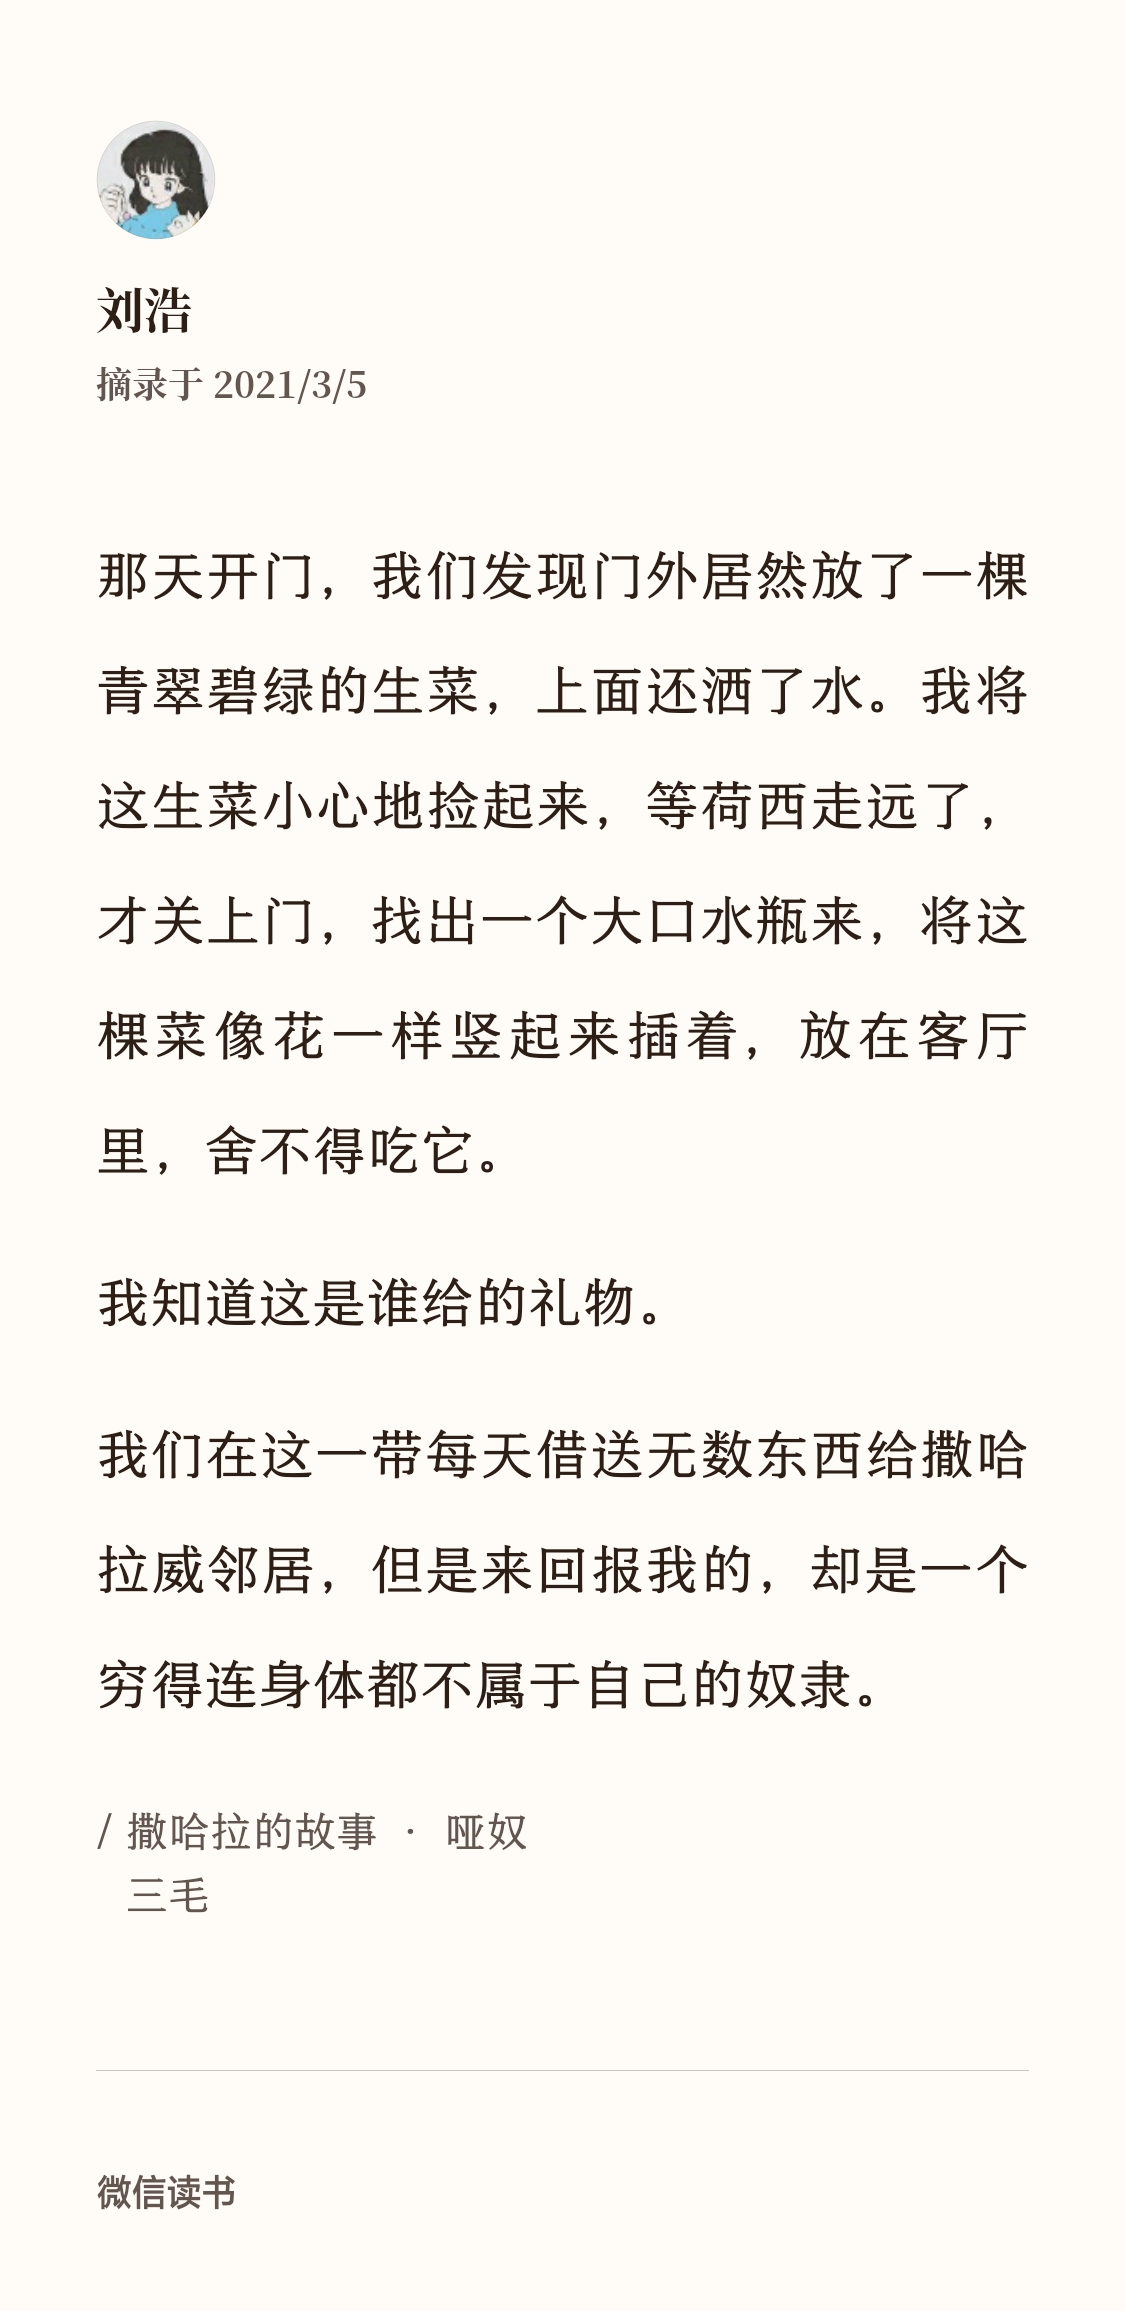 刘浩
摘录于 2021/3/5
那天开门，我们发现门外居然放了一棵
青翠碧绿的生菜，上面还洒了水。我将
这生菜小心地捡起来，等荷西走远了，
才关上门，找出一个大口水瓶来，将这
棵菜像花一样竖起来插着，放在客厅
里，舍不得吃它。
我知道这是谁给的礼物。
我们在这一带每天借送无数东西给撒哈
拉威邻居，但是来回报我的，却是一个
穷得连身体都不属于自己的奴隶。
/ 撒哈拉的故事 · 哑奴
三毛
微信读书